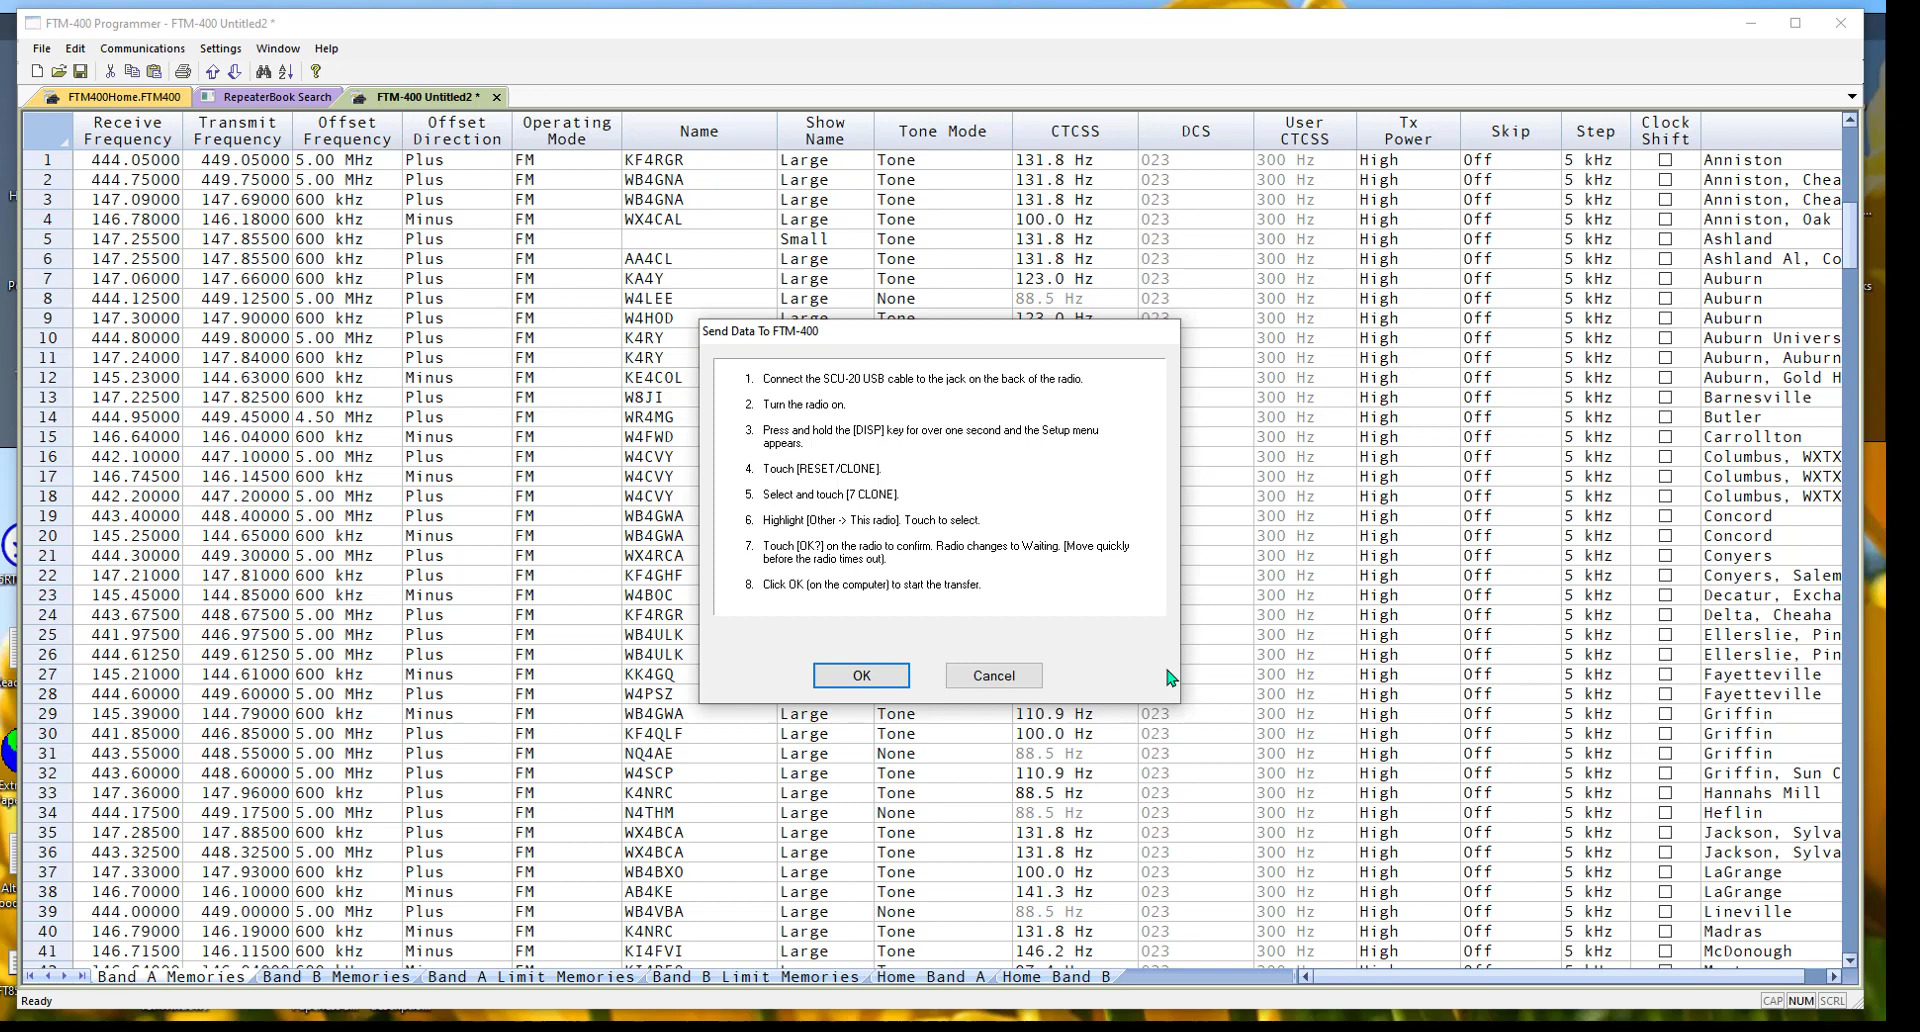 FTM-400 Programmer - FTM-400 Untitled2 *
File Edit Communications Settings Window Help
FTM400Home.FTM400 RepeaterBook Search FTM-400 Untitled2 *
Receive Frequency Transmit Frequency Offset Frequency Offset Direction Operating Mode Name Show Name Tone Mode CTCSS DCS User CTCSS Tx Power Skip Step Clock Shift
1 444.05000 449.05000 5.00 MHz Plus FM KF4RGR Large Tone 131.8 Hz 023 300 Hz High Off 5 kHz Anniston
2 444.75000 449.75000 5.00 MHz Plus FM WB4GNA Large Tone 131.8 Hz 023 300 Hz High Off 5 kHz Anniston, Chea
3 147.09000 147.69000 600 kHz Plus FM WB4GNA Large Tone 131.8 Hz 023 300 Hz High Off 5 kHz Anniston, Chea
4 146.78000 146.18000 600 kHz Minus FM WX4CAL Large Tone 100.0 Hz 023 300 Hz High Off 5 kHz Anniston, Oak
5 147.25500 147.85500 600 kHz Plus FM Small Tone 131.8 Hz 023 300 Hz High Off 5 kHz Ashland
6 147.25500 147.85500 600 kHz Plus FM AA4CL Large Tone 131.8 Hz 023 300 Hz High Off 5 kHz Ashland Al, Co
7 147.06000 147.66000 600 kHz Plus FM KA4Y Large Tone 123.0 Hz 023 300 Hz High Off 5 kHz Auburn
8 444.12500 449.12500 5.00 MHz Plus FM W4LEE Large None 88.5 Hz 023 300 Hz High Off 5 kHz Auburn
9 147.30000 147.90000 600 kHz Plus FM W4HOD Large Tone 123.0 Hz 023 300 Hz High Off 5 kHz Auburn
10 444.80000 449.80000 5.00 MHz Plus FM K4RY 300 Hz High Off 5 kHz Auburn Univers
11 147.24000 147.84000 600 kHz Plus FM K4RY 300 Hz High Off 5 kHz Auburn, Auburn
12 145.23000 144.63000 600 kHz Minus FM KE4COL 300 Hz High Off 5 kHz Auburn, Gold H
13 147.22500 147.82500 600 kHz Plus FM W8JI 300 Hz High Off 5 kHz Barnesville
14 444.95000 449.45000 4.50 MHz Plus FM WR4MG 300 Hz High Off 5 kHz Butler
15 146.64000 146.04000 600 kHz Minus FM W4FWD 300 Hz High Off 5 kHz Carrollton
16 442.10000 447.10000 5.00 MHz Plus FM W4CVY 300 Hz High Off 5 kHz Columbus, WXTX
17 146.74500 146.14500 600 kHz Minus FM W4CVY 300 Hz High Off 5 kHz Columbus, WXTX
18 442.20000 447.20000 5.00 MHz Plus FM W4CVY 300 Hz High Off 5 kHz Columbus, WXTX
19 443.40000 448.40000 5.00 MHz Plus FM WB4GWA 300 Hz High Off 5 kHz Concord
20 145.25000 144.65000 600 kHz Minus FM WB4GWA 300 Hz High Off 5 kHz Concord
21 444.30000 449.30000 5.00 MHz Plus FM WX4RCA 300 Hz High Off 5 kHz Conyers
22 147.21000 147.81000 600 kHz Plus FM KF4GHF 300 Hz High Off 5 kHz Conyers, Salem
23 145.45000 144.85000 600 kHz Minus FM W4BOC 300 Hz High Off 5 kHz Decatur, Excha
24 443.67500 448.67500 5.00 MHz Plus FM KF4RGR 300 Hz High Off 5 kHz Delta, Cheaha
25 441.97500 446.97500 5.00 MHz Plus FM WB4ULK 300 Hz High Off 5 kHz Ellerslie, Pin
26 444.61250 449.61250 5.00 MHz Plus FM WB4ULK 300 Hz High Off 5 kHz Ellerslie, Pin
27 145.21000 144.61000 600 kHz Minus FM KK4GQ 300 Hz High Off 5 kHz Fayetteville
28 444.60000 449.60000 5.00 MHz Plus FM W4PSZ 300 Hz High Off 5 kHz Fayetteville
29 145.39000 144.79000 600 kHz Minus FM WB4GWA Large Tone 110.9 Hz 023 300 Hz High Off 5 kHz Griffin
30 441.85000 446.85000 5.00 MHz Plus FM KF4QLF Large Tone 100.0 Hz 023 300 Hz High Off 5 kHz Griffin
31 443.55000 448.55000 5.00 MHz Plus FM NQ4AE Large None 88.5 Hz 023 300 Hz High Off 5 kHz Griffin
32 443.60000 448.60000 5.00 MHz Plus FM W4SCP Large Tone 110.9 Hz 023 300 Hz High Off 5 kHz Griffin, Sun C
33 147.36000 147.96000 600 kHz Plus FM K4NRC Large Tone 88.5 Hz 023 300 Hz High Off 5 kHz Hannahs Mill
34 444.17500 449.17500 5.00 MHz Plus FM N4THM Large None 88.5 Hz 023 300 Hz High Off 5 kHz Heflin
35 147.28500 147.88500 600 kHz Plus FM WX4BCA Large Tone 131.8 Hz 023 300 Hz High Off 5 kHz Jackson, Sylva
36 443.32500 448.32500 5.00 MHz Plus FM WX4BCA Large Tone 131.8 Hz 023 300 Hz High Off 5 kHz Jackson, Sylva
37 147.33000 147.93000 600 kHz Plus FM WB4BXO Large Tone 100.0 Hz 023 300 Hz High Off 5 kHz LaGrange
38 146.70000 146.10000 600 kHz Minus FM AB4KE Large Tone 141.3 Hz 023 300 Hz High Off 5 kHz LaGrange
39 444.00000 449.00000 5.00 MHz Plus FM WB4VBA Large None 88.5 Hz 023 300 Hz High Off 5 kHz Lineville
40 146.79000 146.19000 600 kHz Minus FM K4NRC Large Tone 131.8 Hz 023 300 Hz High Off 5 kHz Madras
41 146.71500 146.11500 600 kHz Minus FM KI4FVI Large Tone 146.2 Hz 023 300 Hz High Off 5 kHz McDonough
Send Data To FTM-400
1. Connect the SCU-20 USB cable to the jack on the back of the radio.
2. Turn the radio on.
3. Press and hold the [DISP] key for over one second and the Setup menu
appears.
4. Touch [RESET/CLONE].
5. Select and touch [7 CLONE].
6. Highlight [Other -> This radio]. Touch to select.
7. Touch [OK?] on the radio to confirm. Radio changes to Waiting. [Move quickly
before the radio times out].
8. Click OK (on the computer) to start the transfer.
OK Cancel
Band A Memories Band B Memories Band A Limit Memories Band B Limit Memories Home Band A Home Band B
Ready CAP NUM SCRL